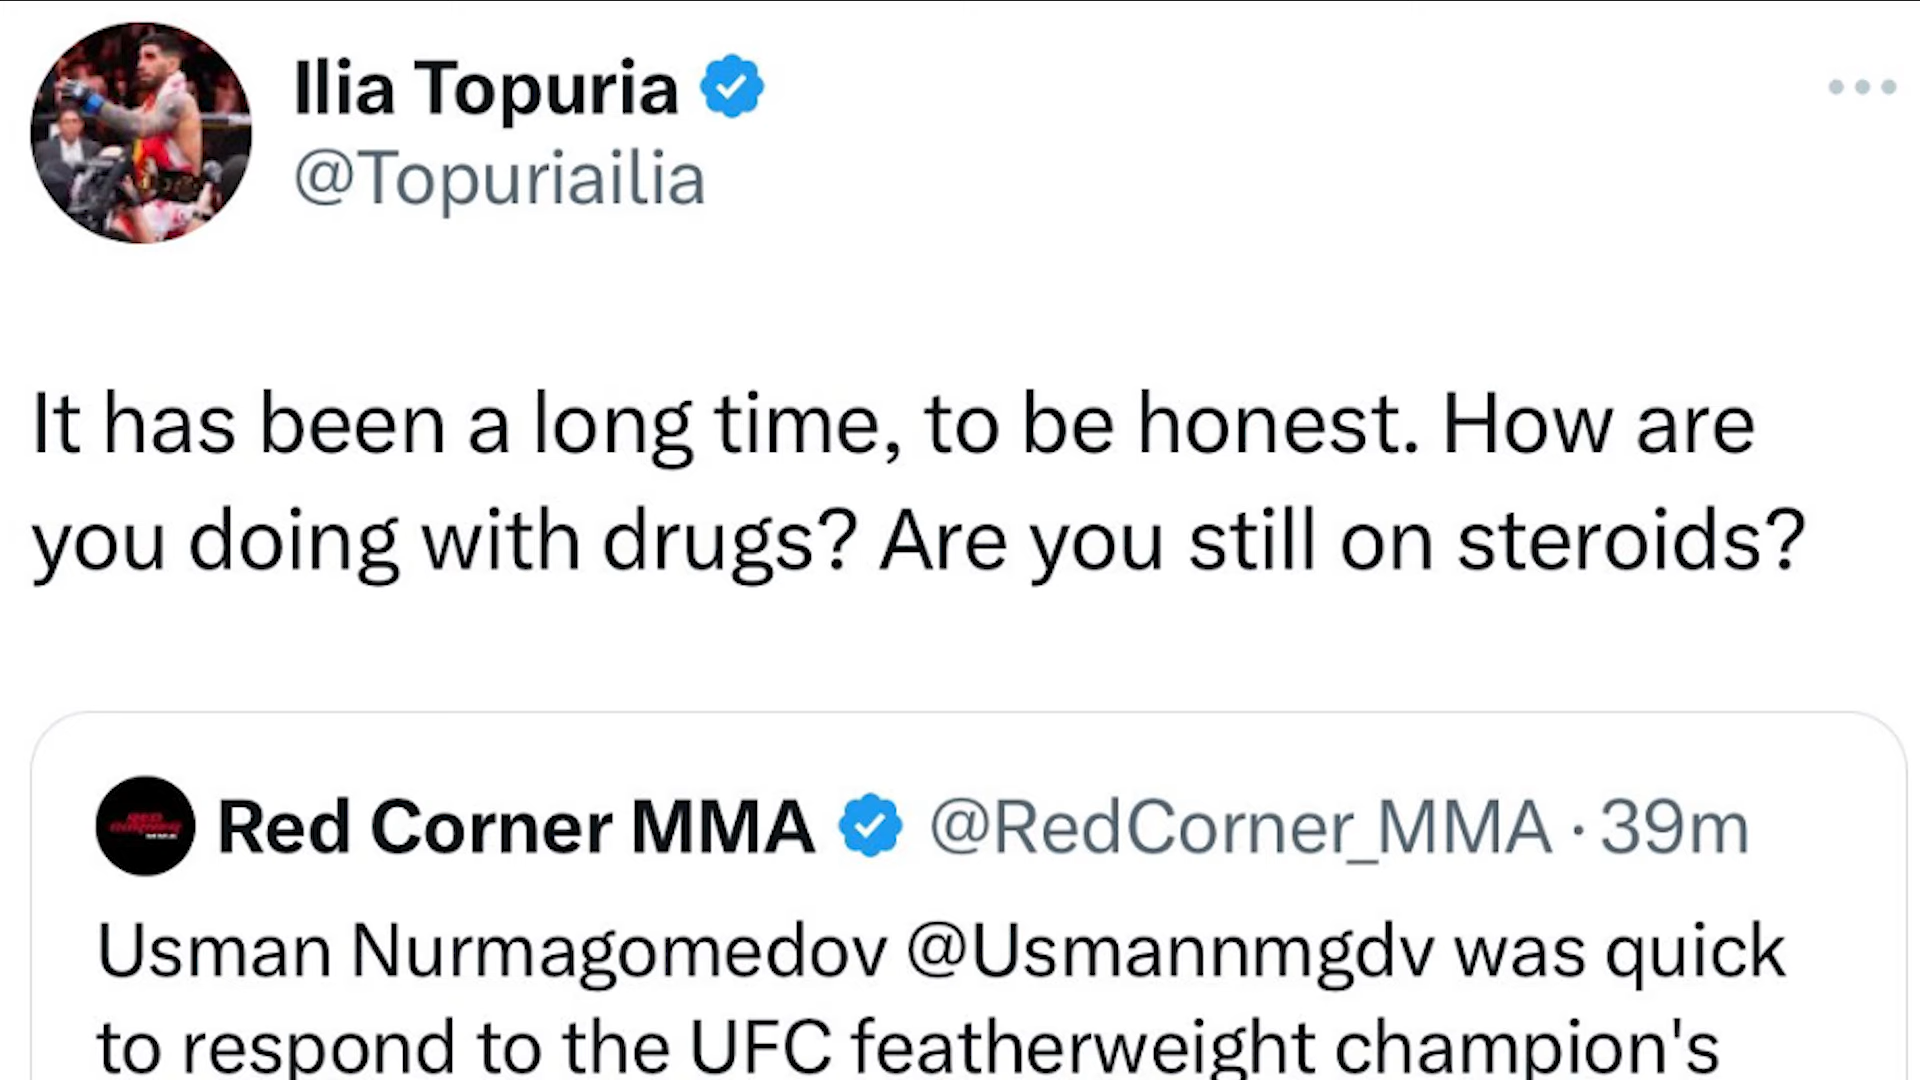 Ilia Topuria
@Topuriailia
It has been a long time, to be honest. How are
you doing with drugs? Are you still on steroids?
Red Corner MMA @RedCorner_MMA · 39m
Usman Nurmagomedov @Usmannmgdv was quick
to respond to the UFC featherweight champion's